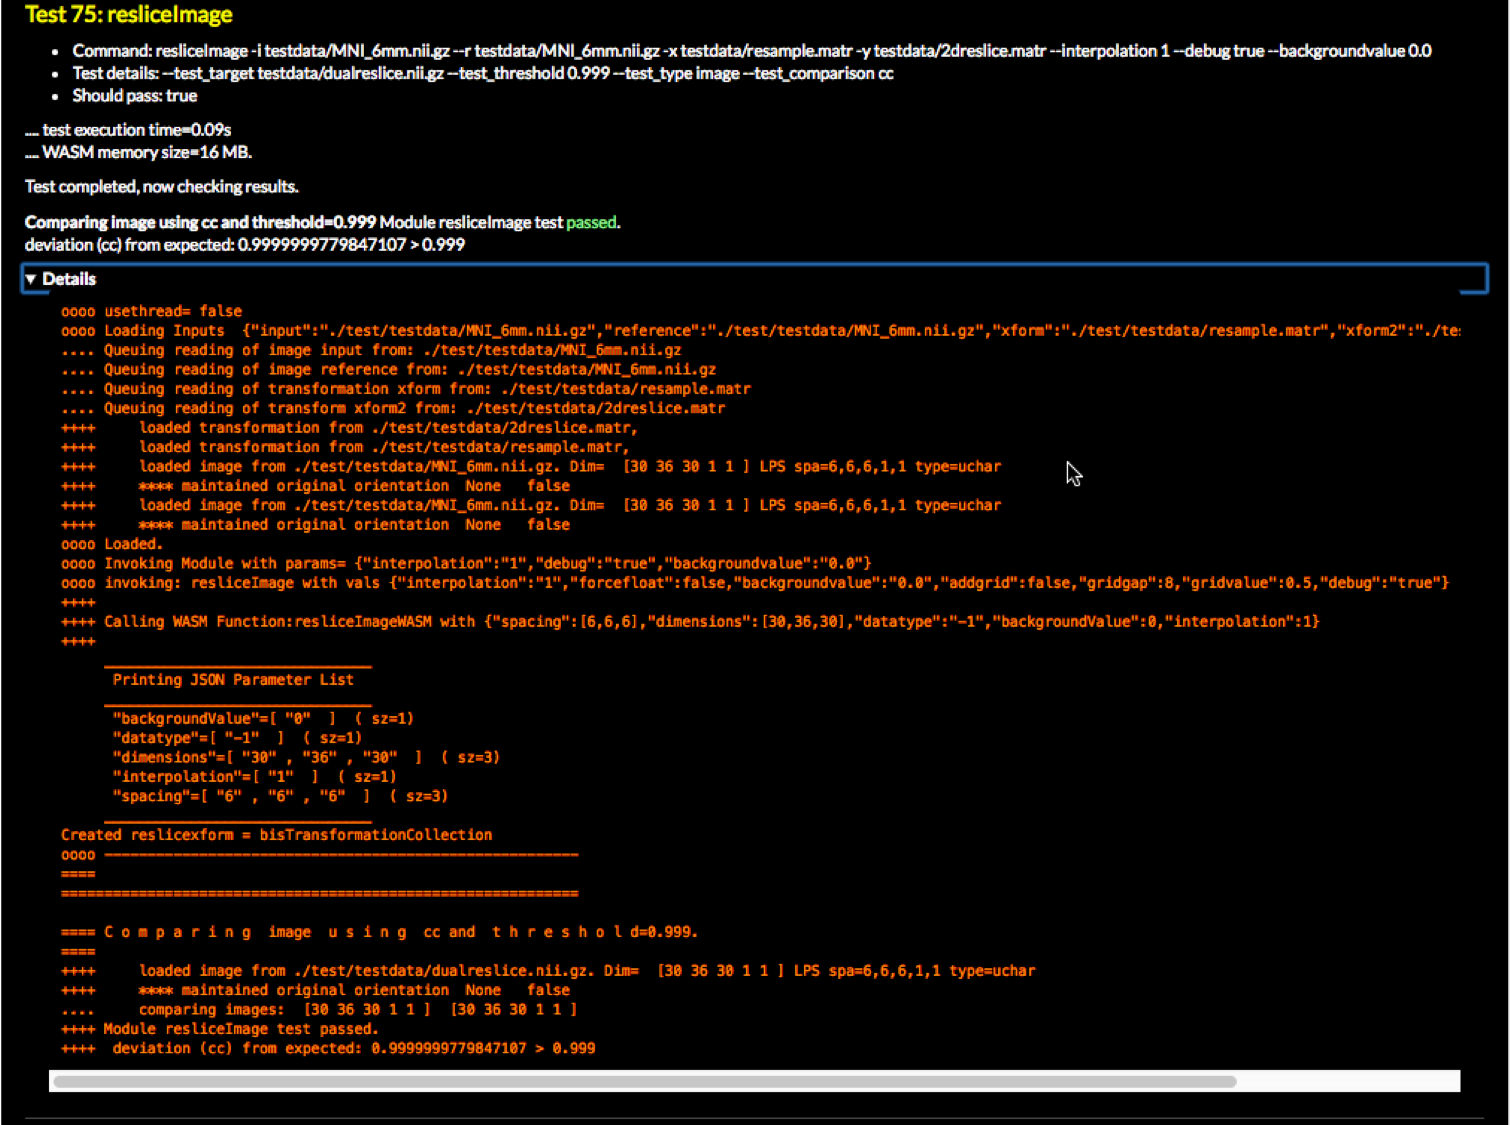 Test 75: resliceImage
• Command: resliceImage -i testdata/MNI_6mm.nii.gz --r testdata/MNI_6mm.nii.gz -x testdata/resample.matr -y testdata/2dreslice.matr --interpolation 1 --debug true --backgroundvalue 0.0
• Test details: --test_target testdata/dualreslice.nii.gz --test_threshold 0.999 --test_type image --test_comparison cc
• Should pass: true
.... test execution time=0.09s
.... WASM memory size=16 MB.
Test completed, now checking results.
Comparing image using cc and threshold=0.999 Module resliceImage test passed.
deviation (cc) from expected: 0.9999999779847107 > 0.999
▼ Details
oooo usethread= false
oooo Loading Inputs  {"input":"./test/testdata/MNI_6mm.nii.gz","reference":"./test/testdata/MNI_6mm.nii.gz","xform":"./test/testdata/resample.matr","xform2":"./te
.... Queuing reading of image input from: ./test/testdata/MNI_6mm.nii.gz
.... Queuing reading of image reference from: ./test/testdata/MNI_6mm.nii.gz
.... Queuing reading of transformation xform from: ./test/testdata/resample.matr
.... Queuing reading of transform xform2 from: ./test/testdata/2dreslice.matr
++++     loaded transformation from ./test/testdata/2dreslice.matr,
++++     loaded transformation from ./test/testdata/resample.matr,
++++     loaded image from ./test/testdata/MNI_6mm.nii.gz. Dim=  [30 36 30 1 1 ] LPS spa=6,6,6,1,1 type=uchar
++++     **** maintained original orientation  None   false
++++     loaded image from ./test/testdata/MNI_6mm.nii.gz. Dim=  [30 36 30 1 1 ] LPS spa=6,6,6,1,1 type=uchar
++++     **** maintained original orientation  None   false
oooo Loaded.
oooo Invoking Module with params= {"interpolation":"1","debug":"true","backgroundvalue":"0.0"}
oooo invoking: resliceImage with vals {"interpolation":"1","forcefloat":false,"backgroundvalue":"0.0","addgrid":false,"gridgap":8,"gridvalue":0.5,"debug":"true"}
++++
++++ Calling WASM Function:resliceImageWASM with {"spacing":[6,6,6],"dimensions":[30,36,30],"datatype":"-1","backgroundValue":0,"interpolation":1}
++++
_______________________________
Printing JSON Parameter List
_______________________________
"backgroundValue"=[ "0"  ]  ( sz=1)
"datatype"=[ "-1"  ]  ( sz=1)
"dimensions"=[ "30" , "36" , "30"  ]  ( sz=3)
"interpolation"=[ "1"  ]  ( sz=1)
"spacing"=[ "6" , "6" , "6"  ]  ( sz=3)
_______________________________
Created reslicexform = bisTransformationCollection
oooo -------------------------------------------------------
====
============================================================
==== C o m p a r i n g  image  u s i n g  cc and  t h r e s h o l d=0.999.
====
++++     loaded image from ./test/testdata/dualreslice.nii.gz. Dim=  [30 36 30 1 1 ] LPS spa=6,6,6,1,1 type=uchar
++++     **** maintained original orientation  None   false
....     comparing images:  [30 36 30 1 1 ]  [30 36 30 1 1 ]
++++ Module resliceImage test passed.
++++  deviation (cc) from expected: 0.9999999779847107 > 0.999